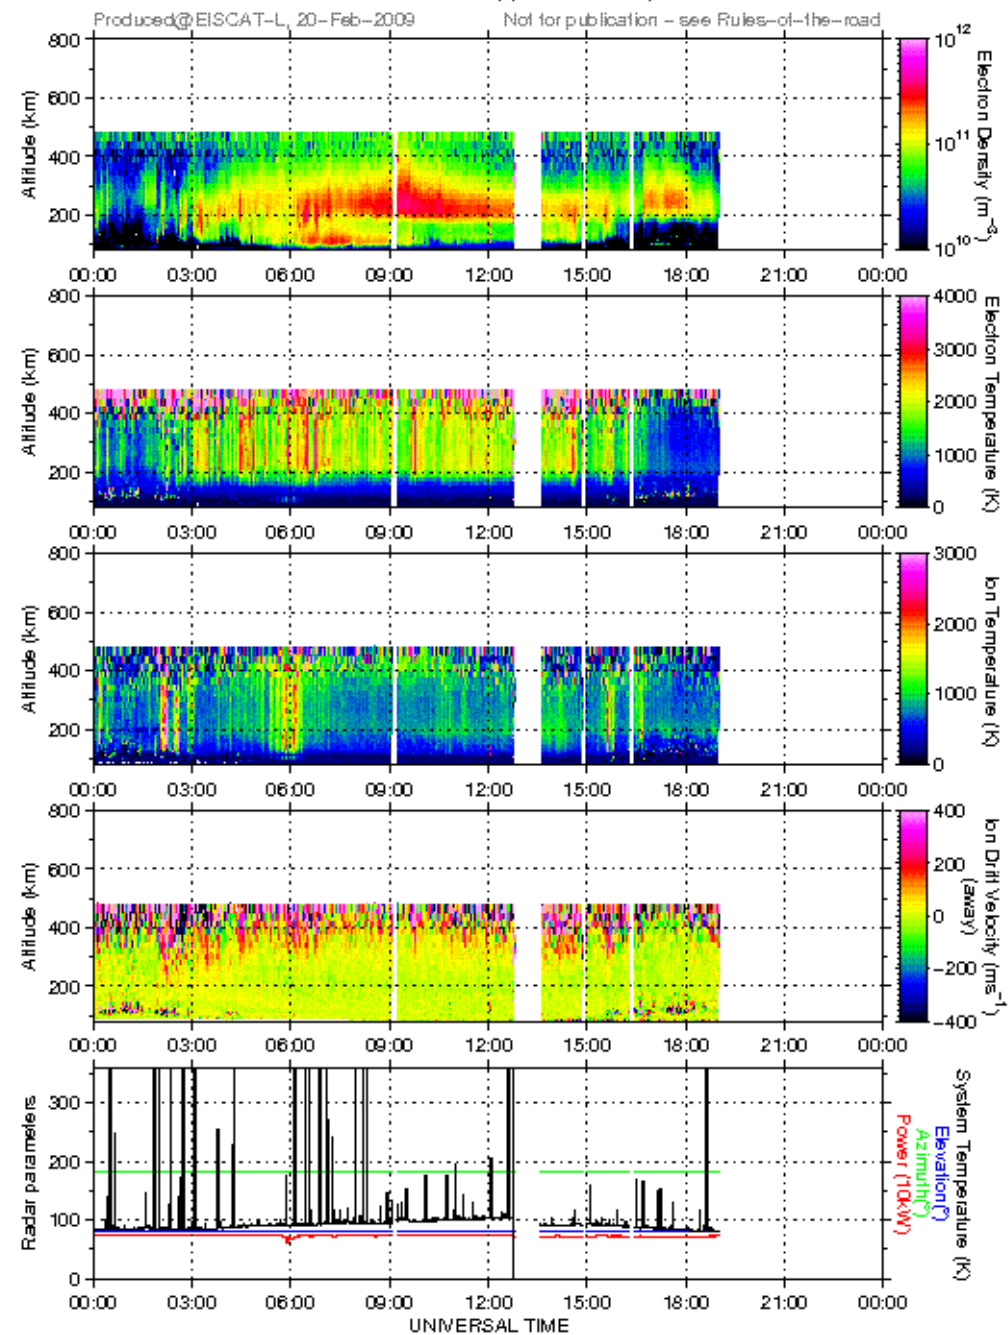 Produced@EISCAT-L, 20-Feb-2009 Not for publication - see Rules-of-the-road
800
600
400
200
Altitude (km)
00:00 03:00 06:00 09:00 12:00 15:00 18:00 21:00 00:00
10^12
10^11
10^10
Electron Density (m^-3)
800
600
400
200
Altitude (km)
00:00 03:00 06:00 09:00 12:00 15:00 18:00 21:00 00:00
4000
3000
2000
1000
0
Electron Temperature (K)
800
600
400
200
Altitude (km)
00:00 03:00 06:00 09:00 12:00 15:00 18:00 21:00 00:00
3000
2000
1000
0
Ion Temperature (K)
800
600
400
200
Altitude (km)
00:00 03:00 06:00 09:00 12:00 15:00 18:00 21:00 00:00
400
200
0
-200
-400
Ion Drift Velocity (ms^-1)
(away)
300
200
100
0
Radar parameters
00:00 03:00 06:00 09:00 12:00 15:00 18:00 21:00 00:00
UNIVERSAL TIME
System Temperature (K)
Elevation(°)
Azimuth(°)
Power (10kW)